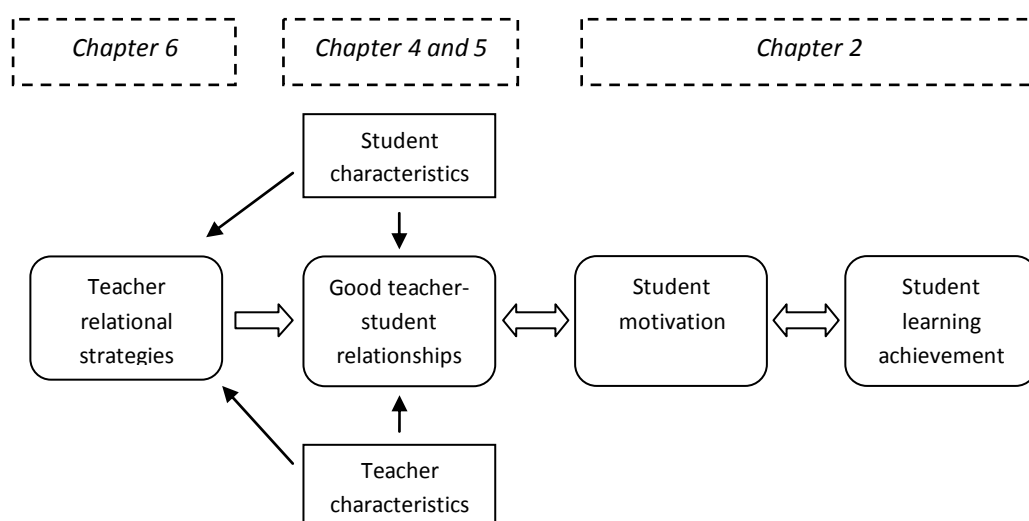 Chapter 6
Chapter 4 and 5
Chapter 2
Student
characteristics
Teacher
relational
strategies
Good teacher-
student
relationships
Student
motivation
Student
learning
achievement
Teacher
characteristics